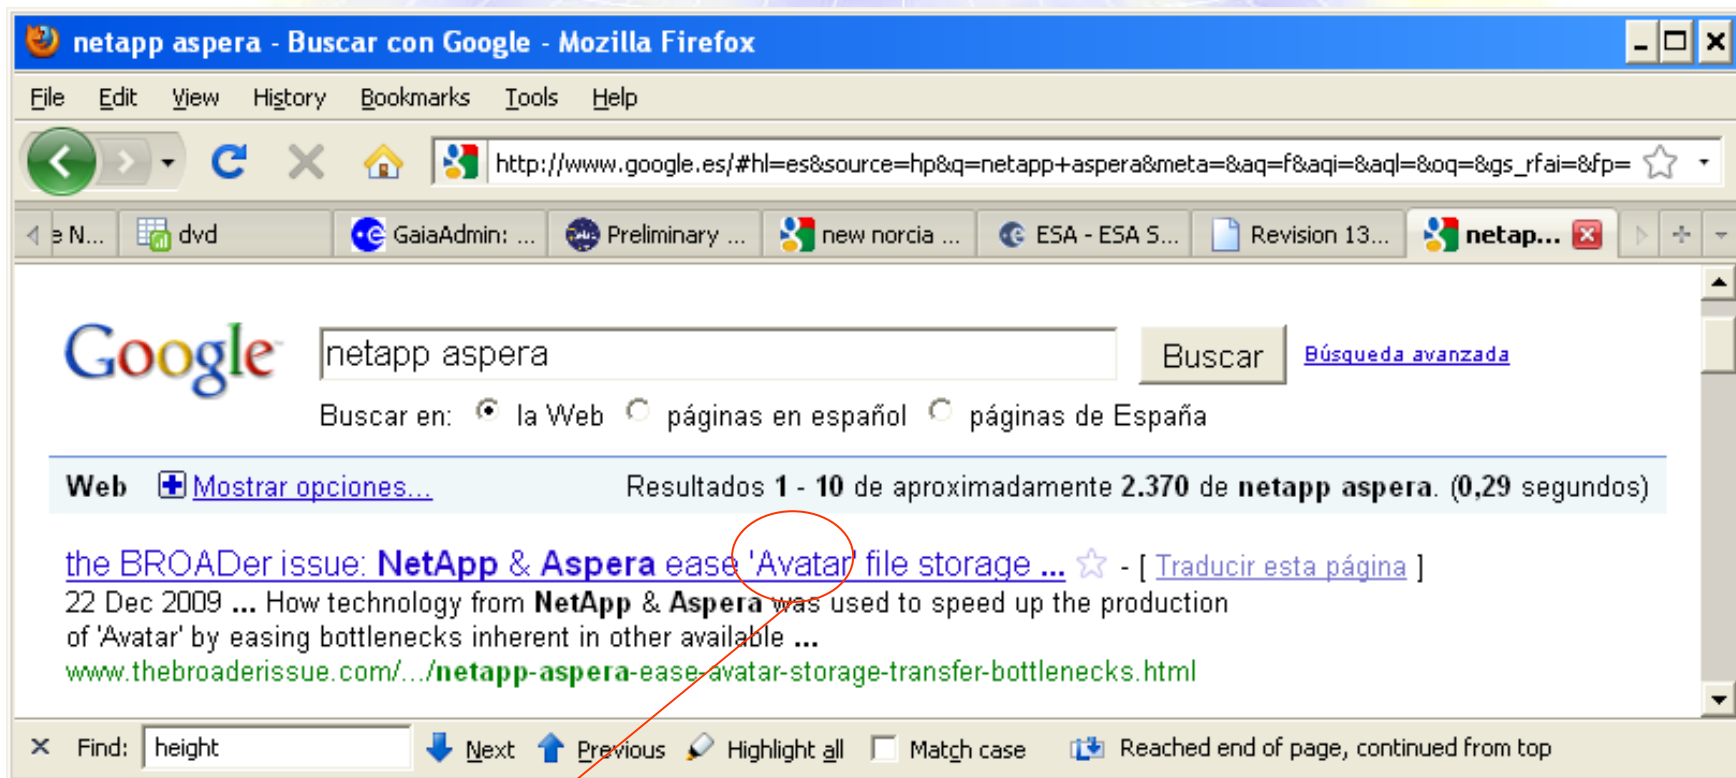 netapp aspera - Buscar con Google - Mozilla Firefox
File Edit View History Bookmarks Tools Help
http://www.google.es/#hl=es&source=hp&q=netapp+aspera&meta=&aq=f&aqi=&aql=&oq=&gs_rfai=&fp=
e N... dvd GaiaAdmin: ... Preliminary ... new norcia ... ESA - ESA S... Revision 13... netap...
Google netapp aspera Buscar Búsqueda avanzada
Buscar en: la Web páginas en español páginas de España
Web Mostrar opciones... Resultados 1 - 10 de aproximadamente 2.370 de netapp aspera. (0,29 segundos)
the BROADer issue: NetApp & Aspera ease 'Avatar' file storage ... - [ Traducir esta página ]
22 Dec 2009 ... How technology from NetApp & Aspera was used to speed up the production
of 'Avatar' by easing bottlenecks inherent in other available ...
www.thebroaderissue.com/.../netapp-aspera-ease-avatar-storage-transfer-bottlenecks.html
Find: height Next Previous Highlight all Match case Reached end of page, continued from top